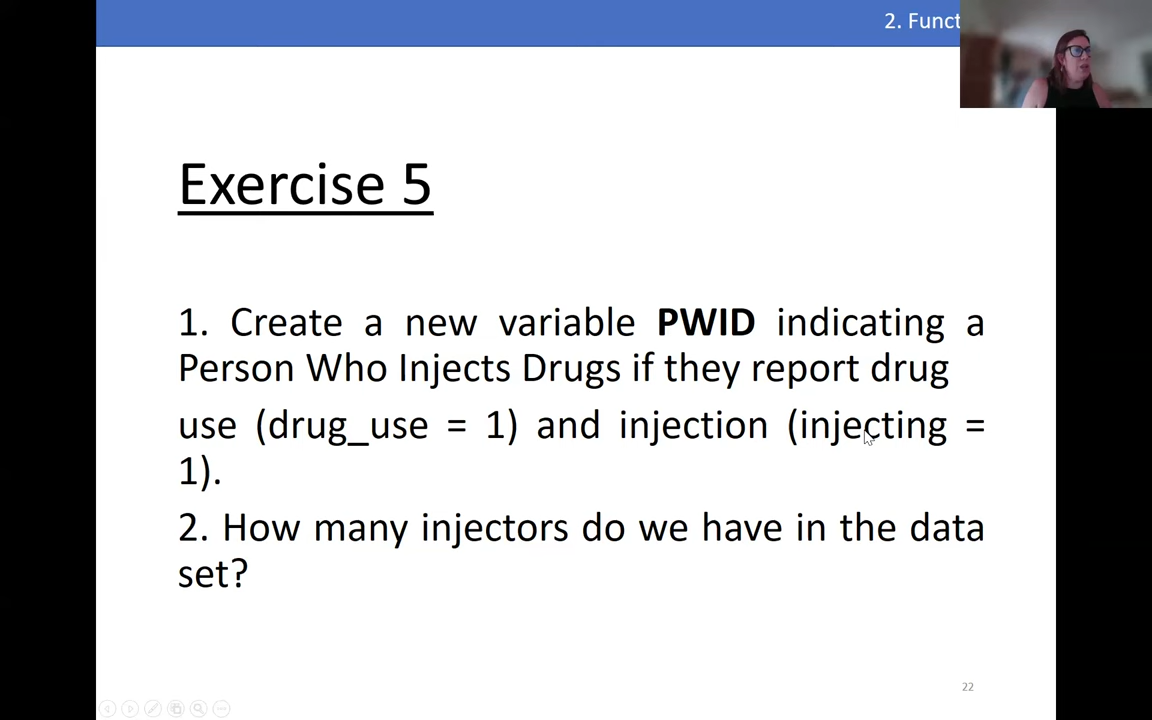 2. Funct
Exercise 5
1. Create a new variable PWID indicating a
Person Who Injects Drugs if they report drug
use (drug_use = 1) and injection (injecting =
1).
2. How many injectors do we have in the data
set?
22